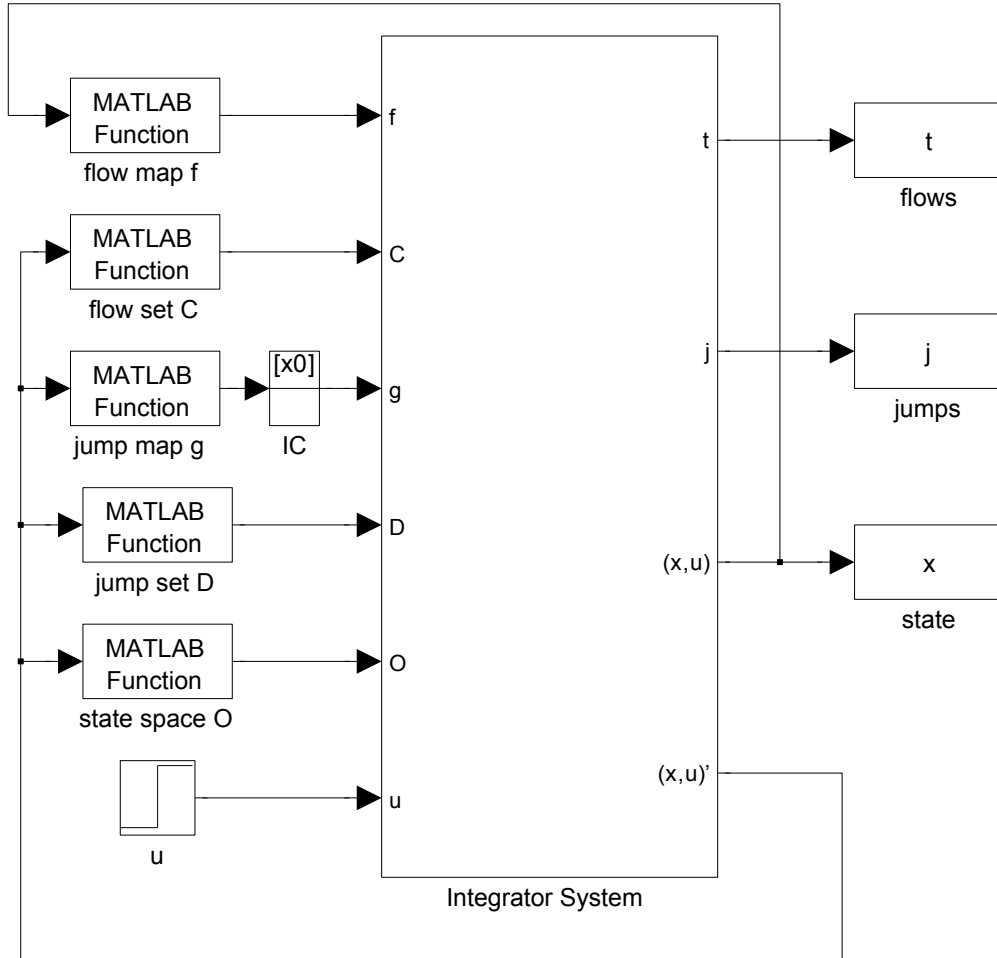 MATLAB
Function
flow map f
MATLAB
Function
flow set C
MATLAB
Function
jump map g
[x0]
IC
MATLAB
Function
jump set D
MATLAB
Function
state space O
u
f
C
g
D
O
u
t
j
(x,u)
(x,u)'
Integrator System
t
flows
j
jumps
x
state